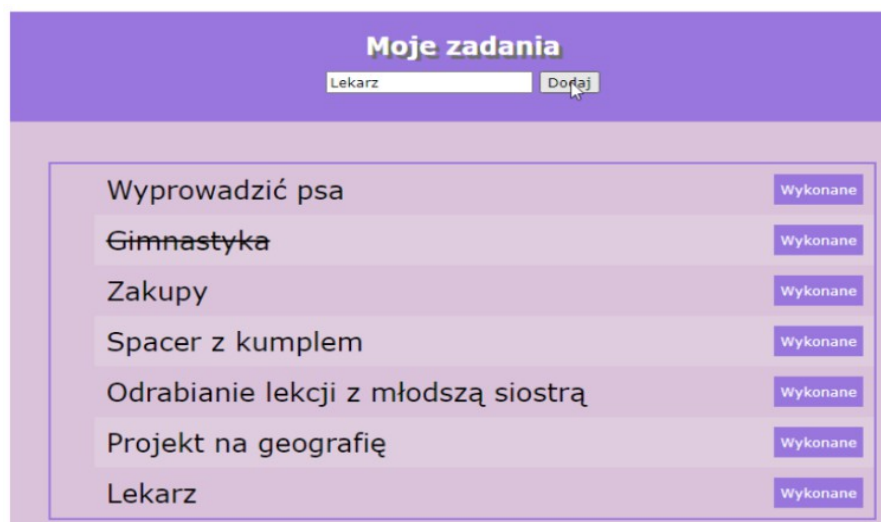 Moje zadania
Lekarz Dodaj
Wyprowadzić psa Wykonane
Gimnastyka Wykonane
Zakupy Wykonane
Spacer z kumplem Wykonane
Odrabianie lekcji z młodszą siostrą Wykonane
Projekt na geografię Wykonane
Lekarz Wykonane